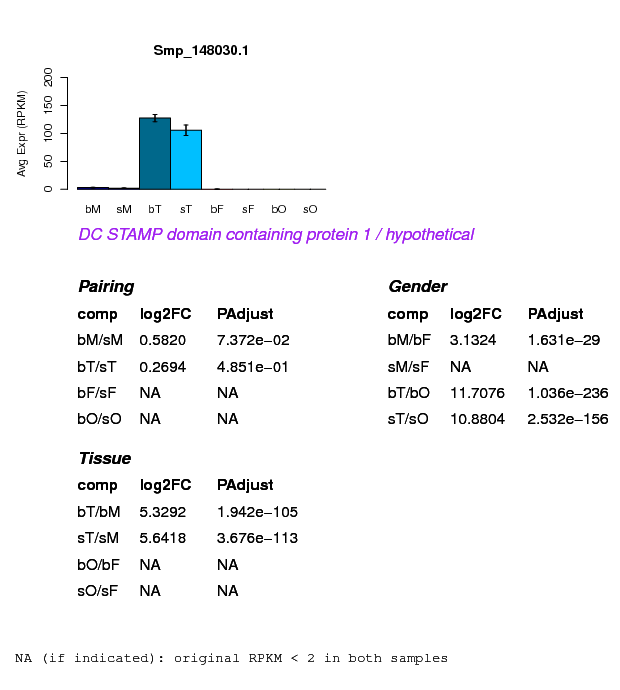 Smp_148030.1
Avg Expr (RPKM)
200
150
100
50
0
bM sM bT sT bF sF bO sO
DC STAMP domain containing protein 1 / hypothetical
Pairing
comp log2FC PAdjust
bM/sM 0.5820 7.372e−02
bT/sT 0.2694 4.851e−01
bF/sF NA NA
bO/sO NA NA
Gender
comp log2FC PAdjust
bM/bF 3.1324 1.631e−29
sM/sF NA NA
bT/bO 11.7076 1.036e−236
sT/sO 10.8804 2.532e−156
Tissue
comp log2FC PAdjust
bT/bM 5.3292 1.942e−105
sT/sM 5.6418 3.676e−113
bO/bF NA NA
sO/sF NA NA
NA (if indicated): original RPKM < 2 in both samples